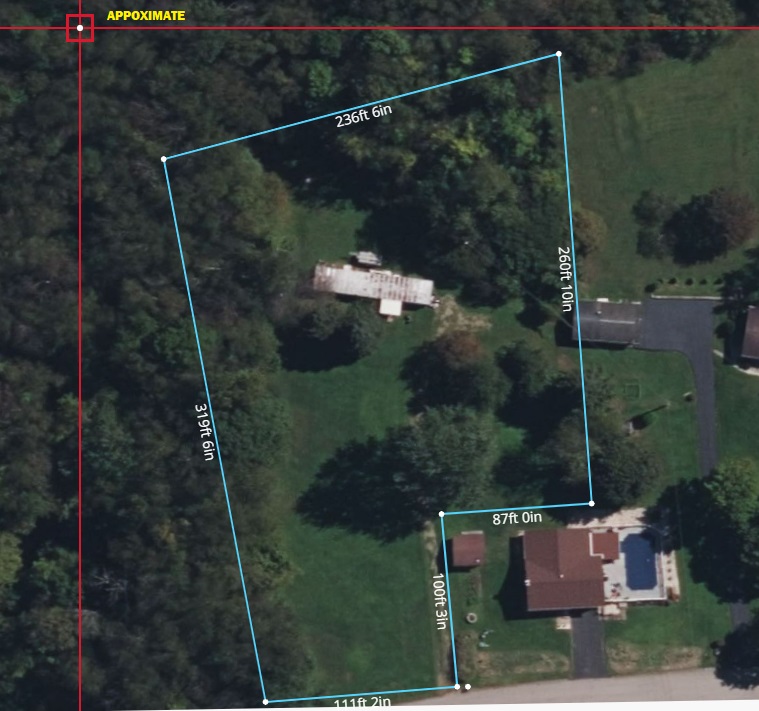 APPOXIMATE
236ft 6in
260ft 10in
319ft 6in
87ft 0in
100ft 3in
111ft 2in